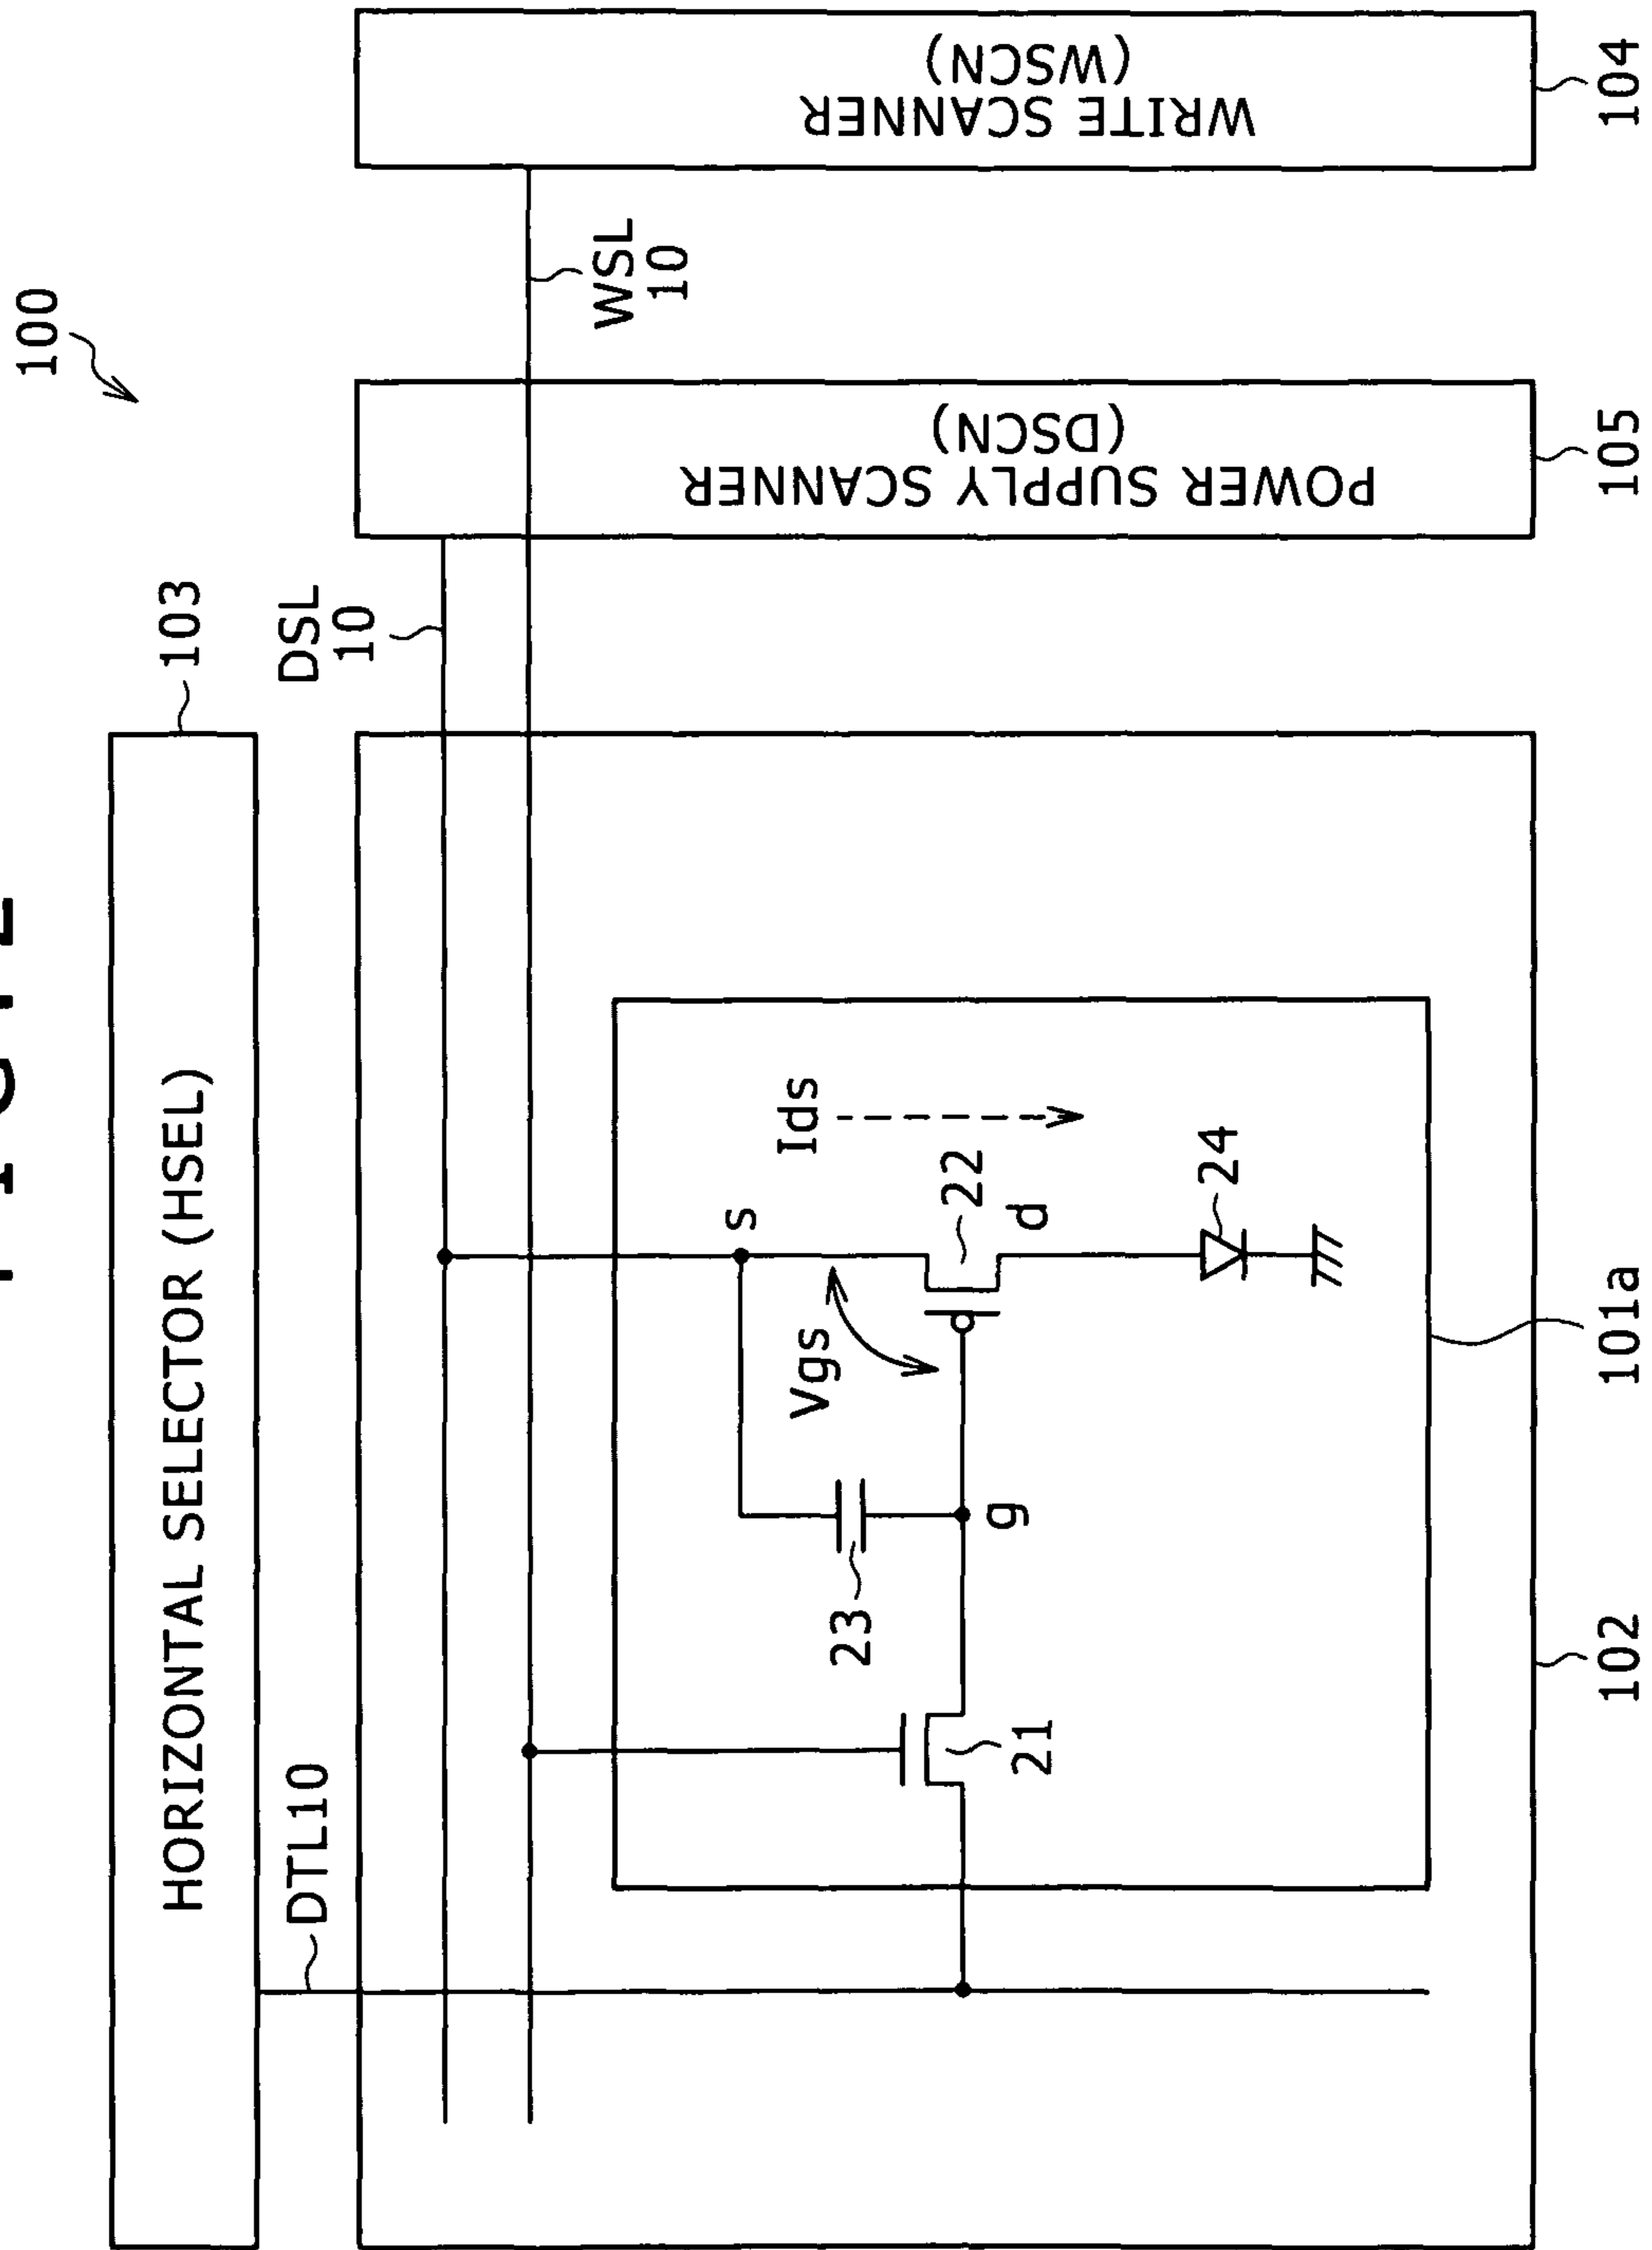 100
HORIZONTAL SELECTOR (HSEL)
103
DTL10
DSL
10
WSL
10
s
Ids
Vgs
23
22
g
d
21
24
POWER SUPPLY SCANNER
(DSCN)
WRITE SCANNER
(WSCN)
102
101a
105
104